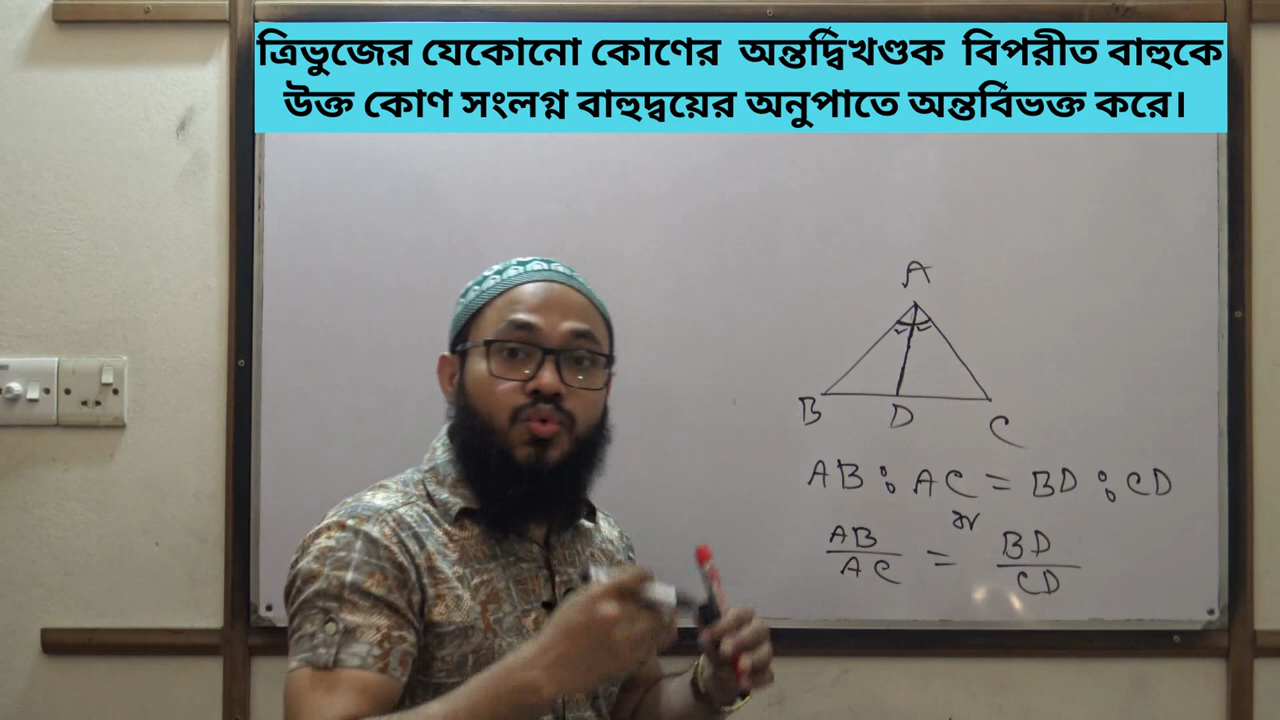 ত্রিভুজের যেকোনো কোণের অন্তর্দ্বিখণ্ডক বিপরীত বাহুকে
উক্ত কোণ সংলগ্ন বাহুদ্বয়ের অনুপাতে অন্তর্বিভক্ত করে।
A
B D C
AB : AC = BD : CD
or
AB/AC = BD/CD